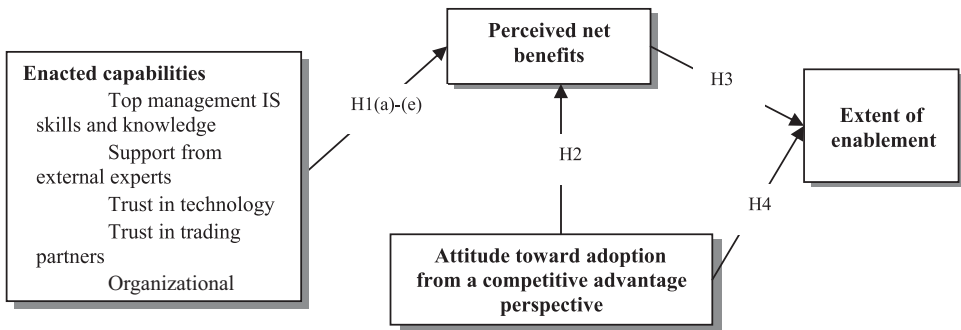 Enacted capabilities
Top management IS
skills and knowledge
Support from
external experts
Trust in technology
Trust in trading
partners
Organizational
H1(a)-(e)
Perceived net
benefits
H2
H3
H4
Attitude toward adoption
from a competitive advantage
perspective
Extent of
enablement